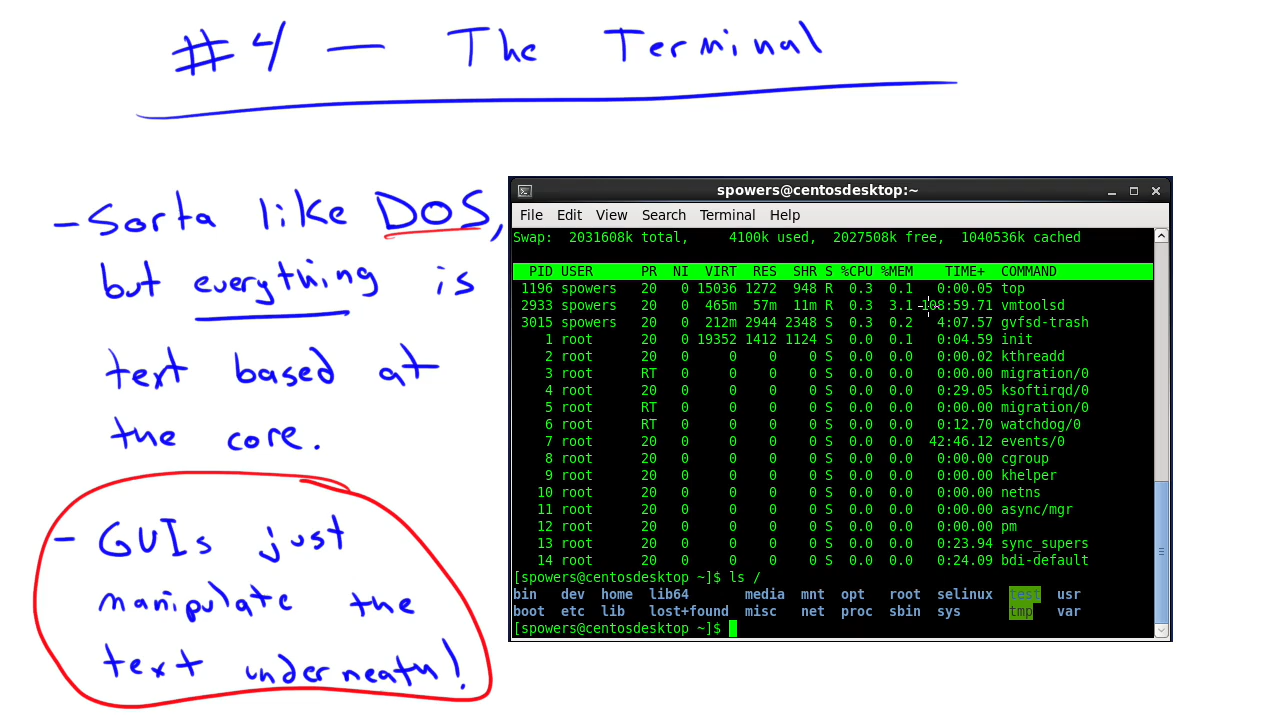 #4 — The Terminal
- Sorta like DOS,
but everything is
text based at
the core.
- GUIs just
manipulate the
text underneath!
spowers@centosdesktop:~
File Edit View Search Terminal Help
Swap: 2031608k total, 4100k used, 2027508k free, 1040536k cached
PID USER PR NI VIRT RES SHR S %CPU %MEM TIME+ COMMAND
1196 spowers 20 0 15036 1272 948 R 0.3 0.1 0:00.05 top
2933 spowers 20 0 465m 57m 11m R 0.3 3.1 108:59.71 vmtoolsd
3015 spowers 20 0 212m 2944 2348 S 0.3 0.2 4:07.57 gvfsd-trash
1 root 20 0 19352 1412 1124 S 0.0 0.1 0:04.59 init
2 root 20 0 0 0 0 S 0.0 0.0 0:00.02 kthreadd
3 root RT 0 0 0 0 S 0.0 0.0 0:00.00 migration/0
4 root 20 0 0 0 0 S 0.0 0.0 0:29.05 ksoftirqd/0
5 root RT 0 0 0 0 S 0.0 0.0 0:00.00 migration/0
6 root RT 0 0 0 0 S 0.0 0.0 0:12.70 watchdog/0
7 root 20 0 0 0 0 S 0.0 0.0 42:46.12 events/0
8 root 20 0 0 0 0 S 0.0 0.0 0:00.00 cgroup
9 root 20 0 0 0 0 S 0.0 0.0 0:00.00 khelper
10 root 20 0 0 0 0 S 0.0 0.0 0:00.00 netns
11 root 20 0 0 0 0 S 0.0 0.0 0:00.00 async/mgr
12 root 20 0 0 0 0 S 0.0 0.0 0:00.00 pm
13 root 20 0 0 0 0 S 0.0 0.0 0:23.94 sync_supers
14 root 20 0 0 0 0 S 0.0 0.0 0:24.09 bdi-default
[spowers@centosdesktop ~]$ ls /
bin dev home lib64 media mnt opt root selinux test usr
boot etc lib lost+found misc net proc sbin sys tmp var
[spowers@centosdesktop ~]$